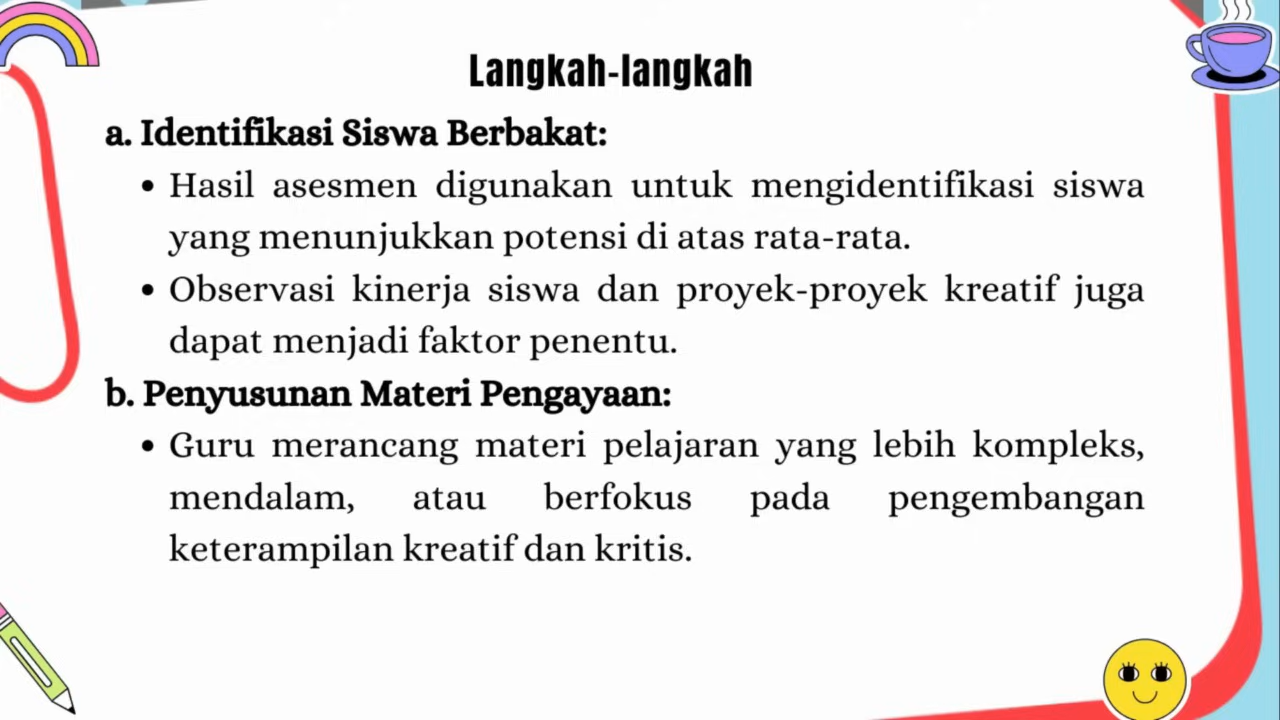 Langkah-langkah
a. Identifikasi Siswa Berbakat:
• Hasil asesmen digunakan untuk mengidentifikasi siswa
yang menunjukkan potensi di atas rata-rata.
• Observasi kinerja siswa dan proyek-proyek kreatif juga
dapat menjadi faktor penentu.
b. Penyusunan Materi Pengayaan:
• Guru merancang materi pelajaran yang lebih kompleks,
mendalam, atau berfokus pada pengembangan
keterampilan kreatif dan kritis.